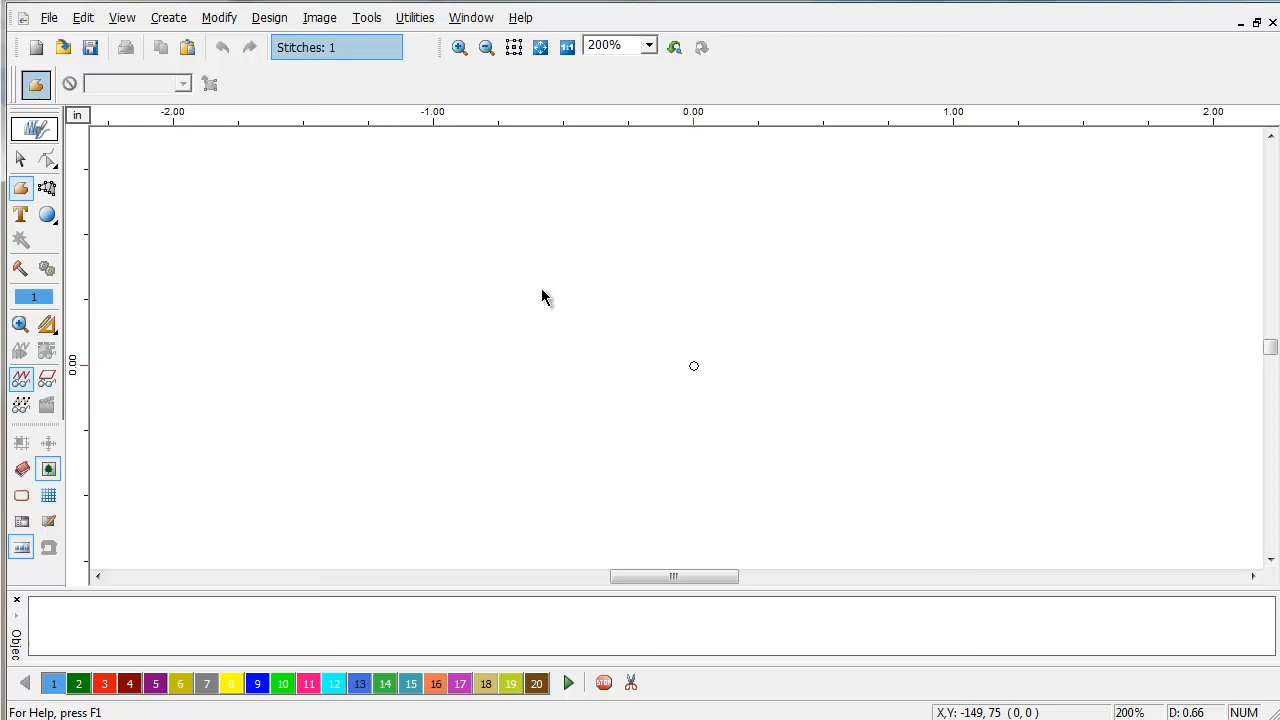 File Edit View Create Modify Design Image Tools Utilities Window Help
Stitches: 1
200%
1:1
in
-2.00 -1.00 0.00 1.00 2.00
T
1
0.00
Objec
1 2 3 4 5 6 7 8 9 10 11 12 13 14 15 16 17 18 19 20
STOP
For Help, press F1
X,Y: -149, 75 ( 0, 0 )
200%
D: 0.66
NUM